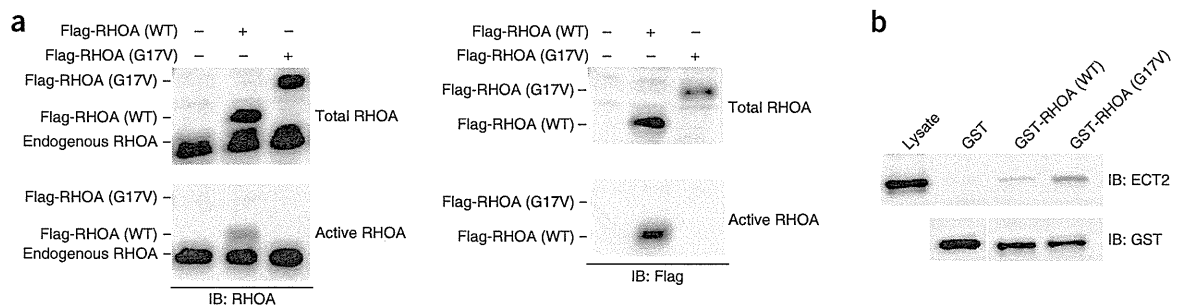 a
Flag-RHOA (WT) – + –
Flag-RHOA (G17V) – – +
Flag-RHOA (G17V) –
Flag-RHOA (WT) –
Endogenous RHOA –
Total RHOA
Flag-RHOA (G17V) –
Flag-RHOA (WT) –
Endogenous RHOA –
Active RHOA
IB: RHOA
Flag-RHOA (WT) – + –
Flag-RHOA (G17V) – – +
Flag-RHOA (G17V) –
Flag-RHOA (WT) –
Total RHOA
Flag-RHOA (G17V) –
Flag-RHOA (WT) –
Active RHOA
IB: Flag
b
Lysate
GST
GST-RHOA (WT)
GST-RHOA (G17V)
IB: ECT2
IB: GST